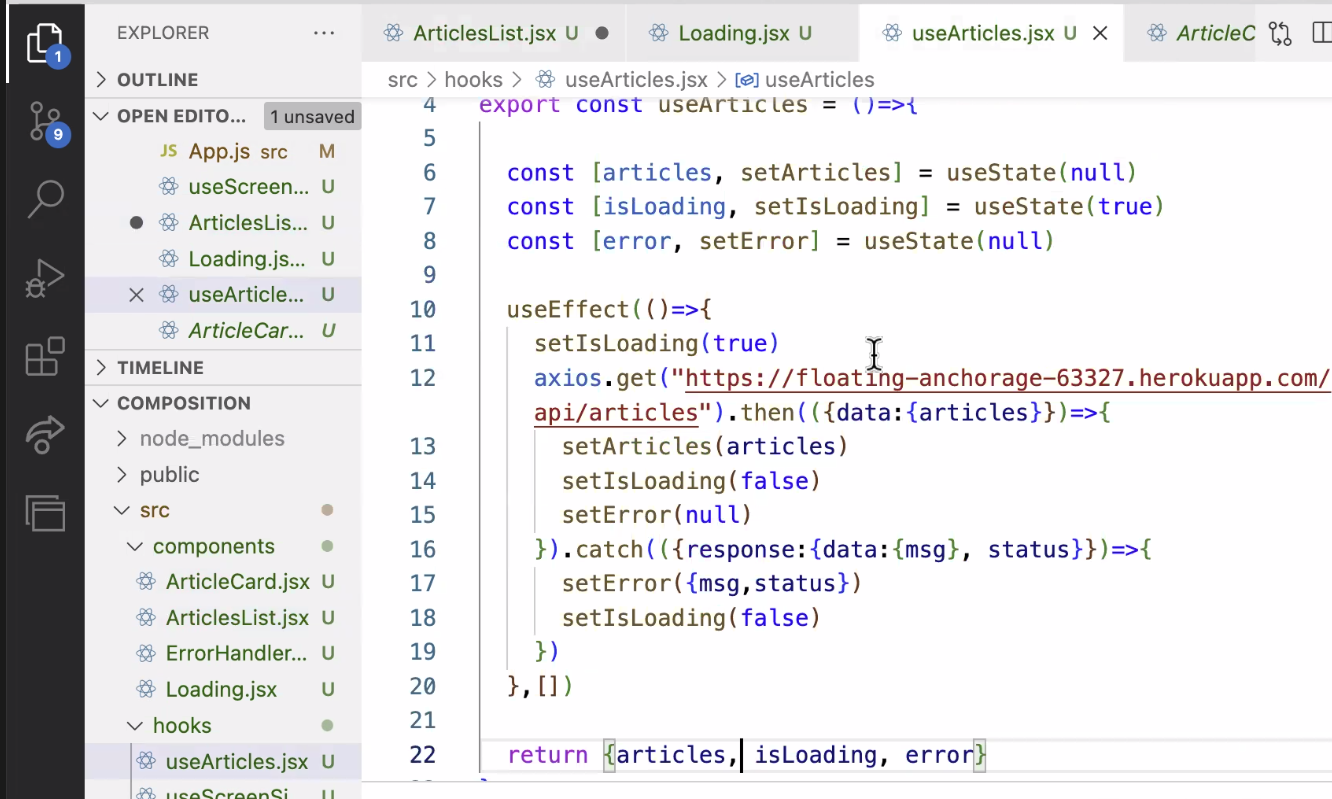 EXPLORER ...
OUTLINE
OPEN EDITO... 1 unsaved
JS App.js src M
useScreen... U
ArticlesLis... U
Loading.js... U
useArticle... U
ArticleCar... U
TIMELINE
COMPOSITION
node_modules
public
src
components
ArticleCard.jsx U
ArticlesList.jsx U
ErrorHandler... U
Loading.jsx U
hooks
useArticles.jsx U
useScreenSi... U
1
9
ArticlesList.jsx U
Loading.jsx U
useArticles.jsx U
ArticleC
src > hooks > useArticles.jsx > useArticles
4 export const useArticles = ()=>{
5
6 const [articles, setArticles] = useState(null)
7 const [isLoading, setIsLoading] = useState(true)
8 const [error, setError] = useState(null)
9
10 useEffect(()=>{
11 setIsLoading(true)
12 axios.get("https://floating-anchorage-63327.herokuapp.com/
api/articles").then(({data:{articles}})=>{
13 setArticles(articles)
14 setIsLoading(false)
15 setError(null)
16 }).catch(({response:{data:{msg}, status}})=>{
17 setError({msg,status})
18 setIsLoading(false)
19 })
20 },[])
21
22 return {articles, isLoading, error}